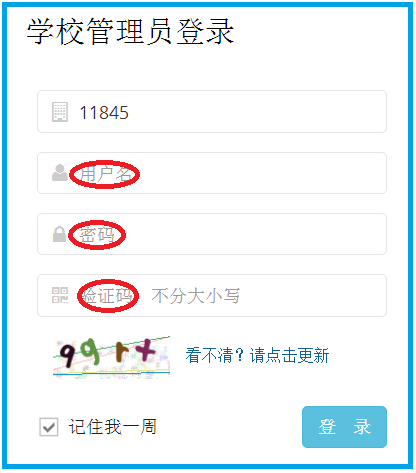 学校管理员登录
11845
用户名
密码
验证码 不分大小写
99rx
看不清？请点击更新
记住我一周
登 录